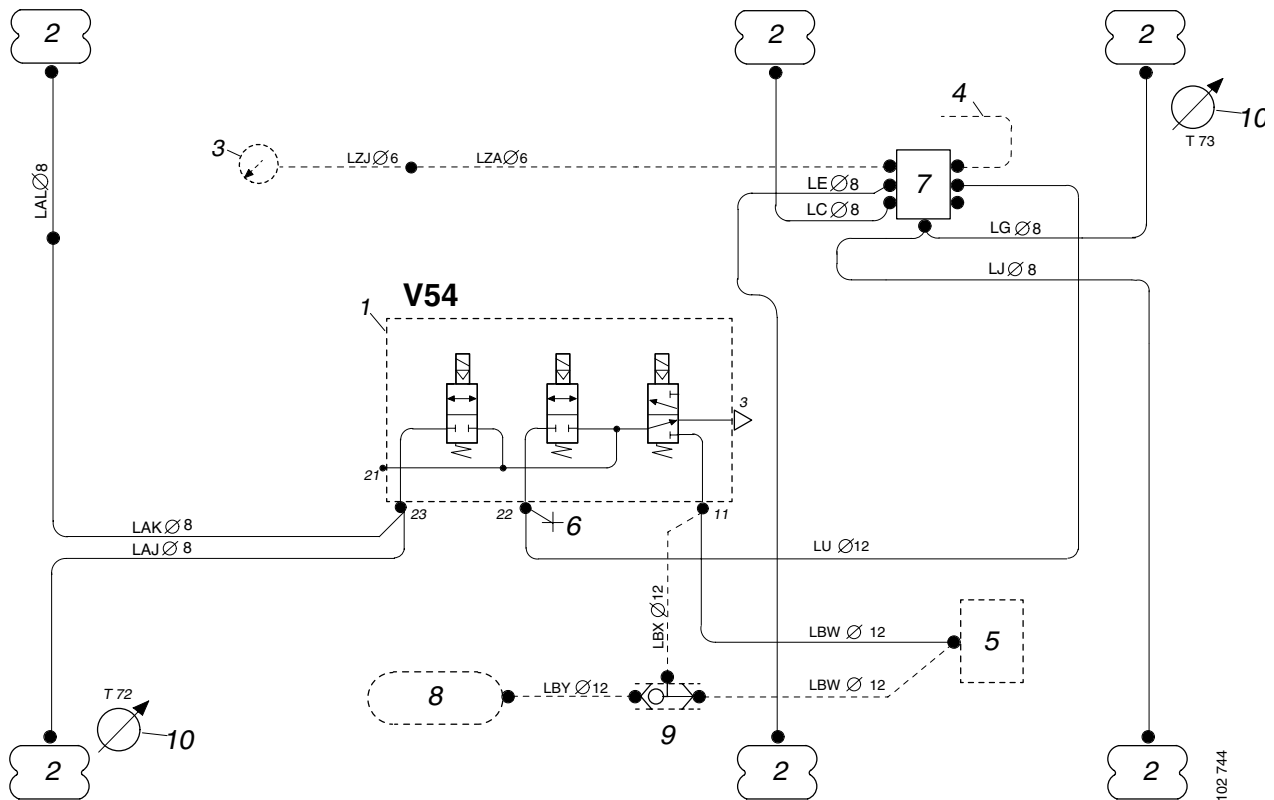 2
2
2
4
10
T 73
3
LZJ∅6
LZA∅6
LE∅8
7
LC∅8
LAL∅8
LG∅8
LJ∅ 8
V54
1
3
21
23
22
6
11
LAK∅8
LAJ∅ 8
LU ∅12
LBX ∅12
LBW ∅ 12
5
T 72
8
LBY∅12
LBW ∅ 12
10
9
2
2
2
102 744